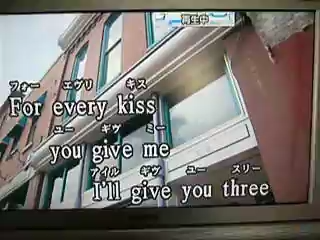 再生中
フォー エヴリ キス
For every kiss
ユー ギヴ ミー
you give me
アイル ギヴ ユー スリー
I'll give you three